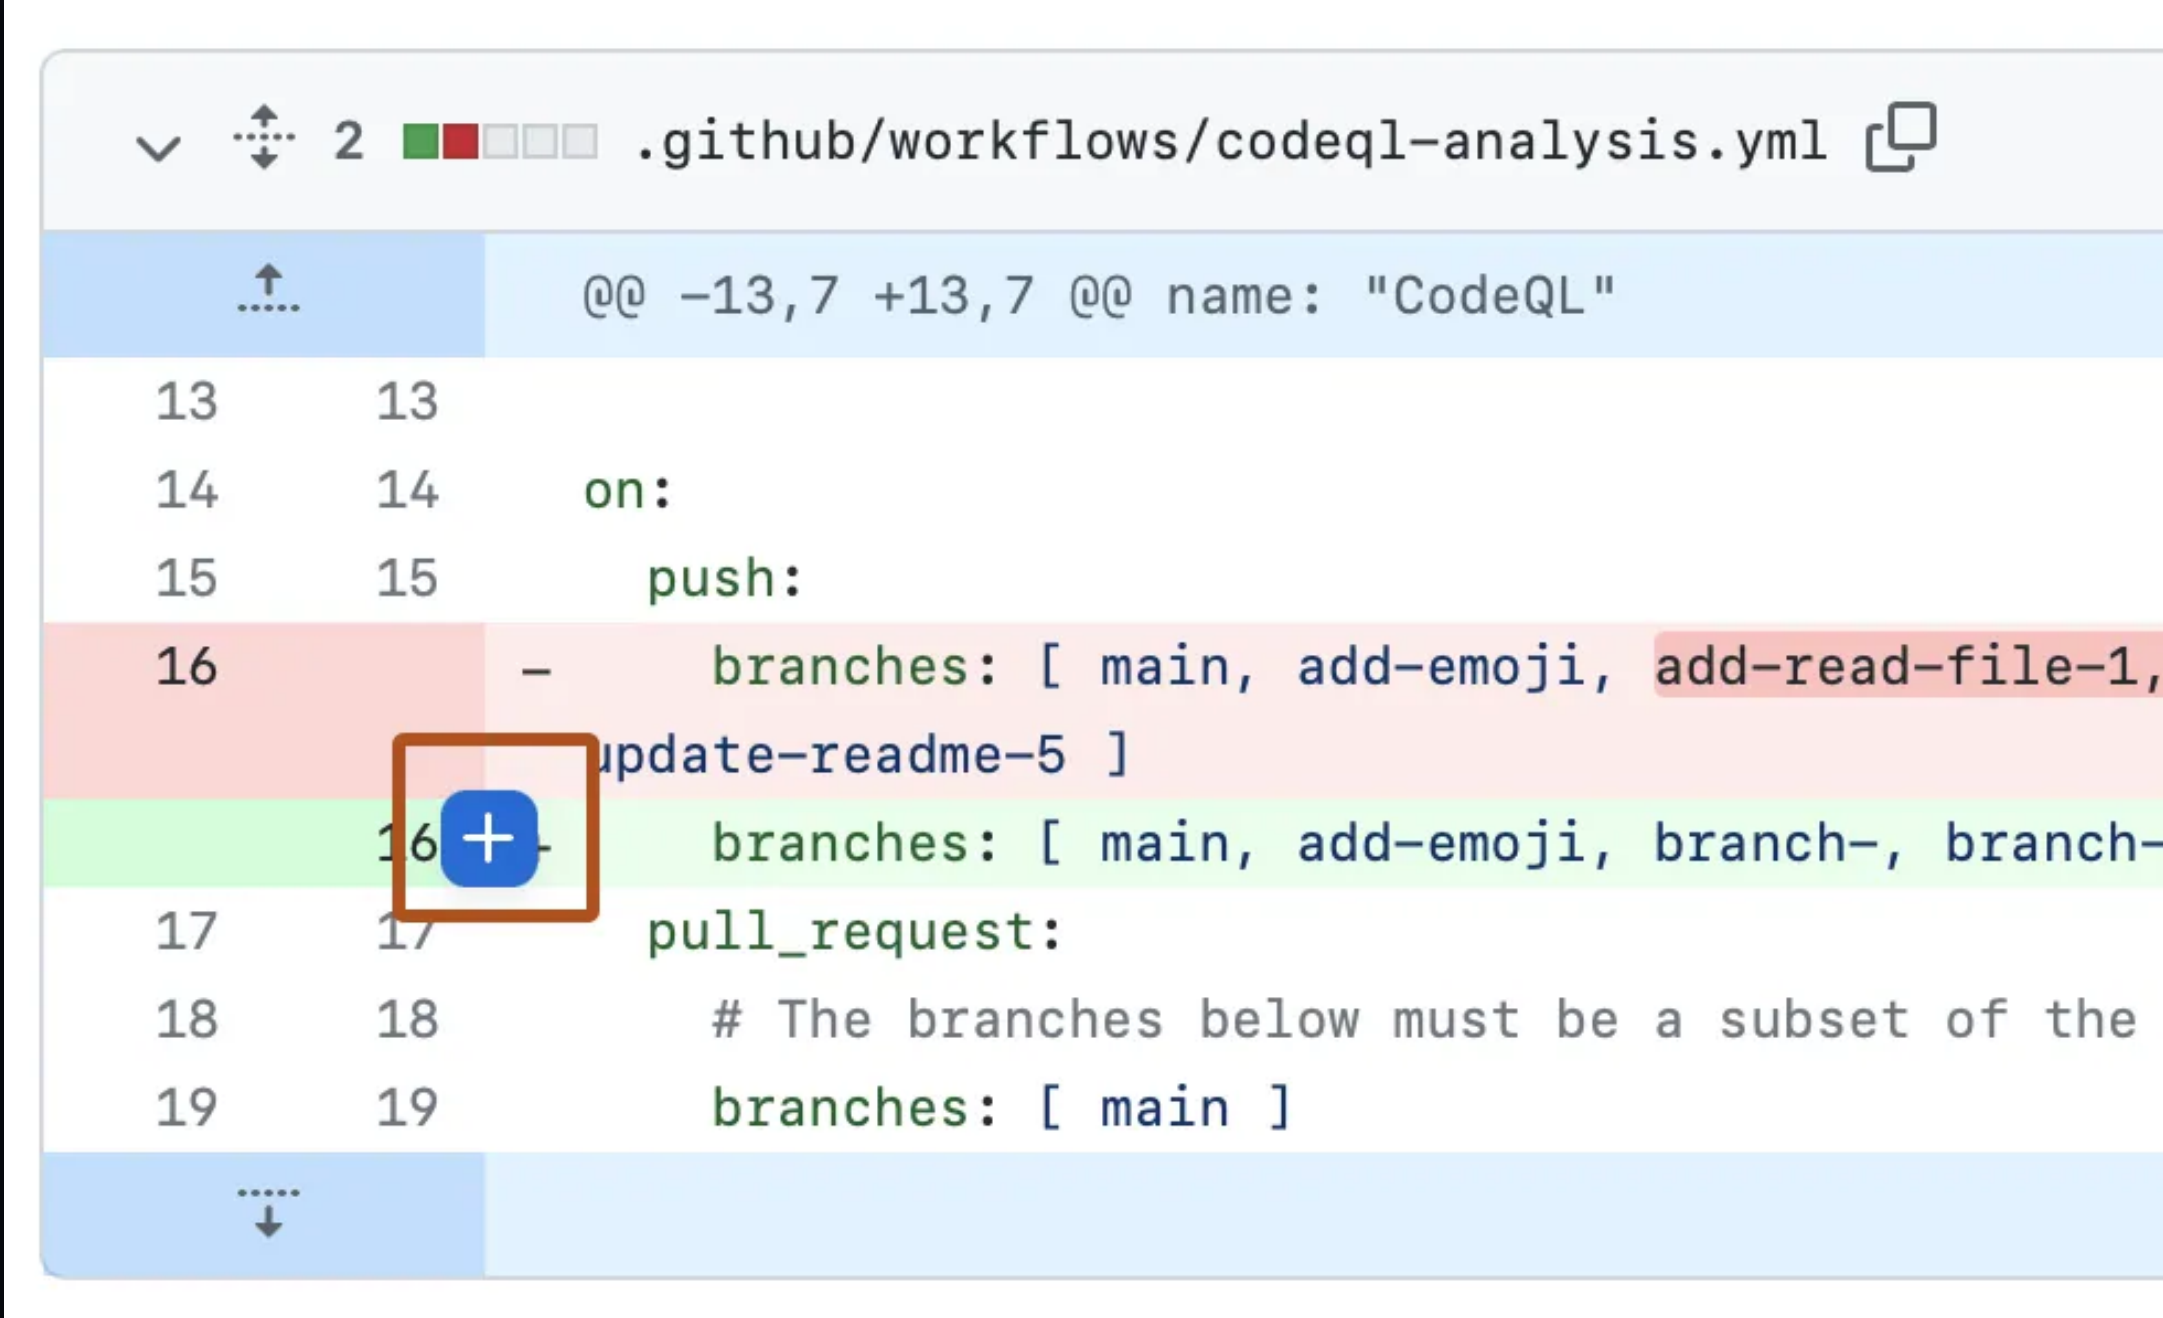 2 .github/workflows/codeql-analysis.yml
@@ -13,7 +13,7 @@ name: "CodeQL"
13 13
14 14 on:
15 15 push:
16 - branches: [ main, add-emoji, add-read-file-1,
update-readme-5 ]
16 + branches: [ main, add-emoji, branch-, branch-
17 17 pull_request:
18 18 # The branches below must be a subset of the
19 19 branches: [ main ]